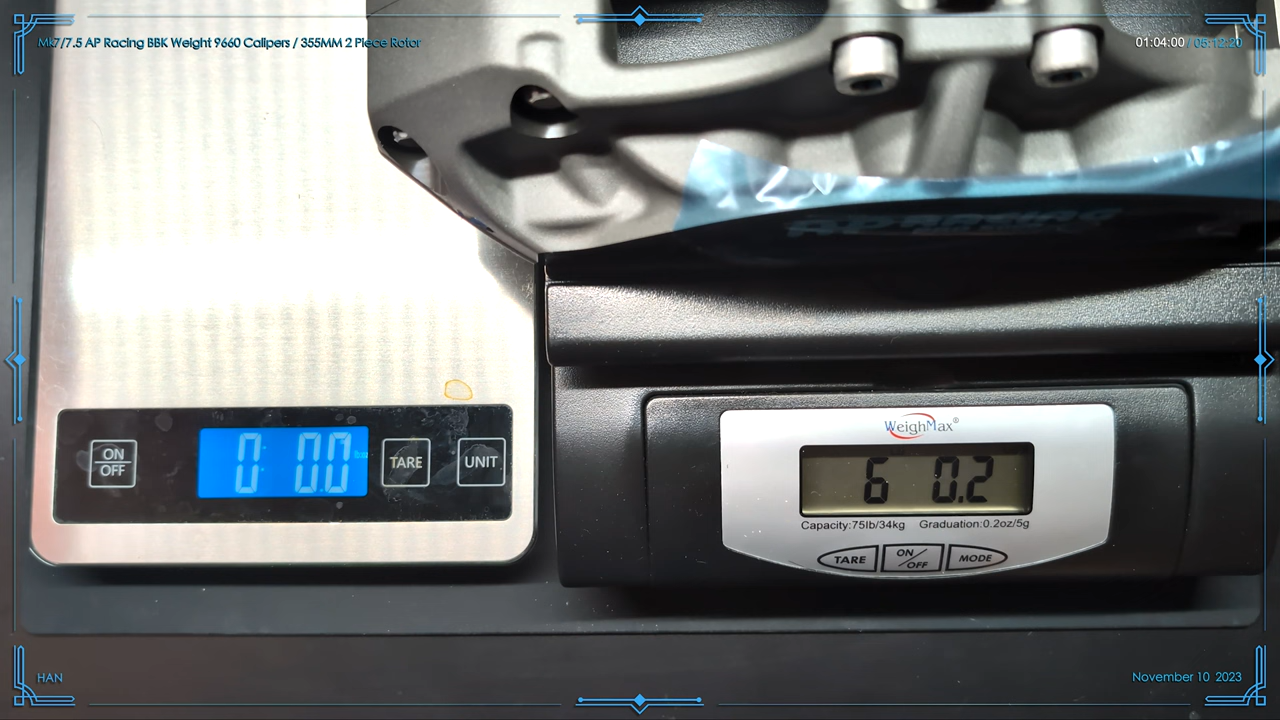 Mk7/7.5 AP Racing BBK Weight 9660 Calipers / 355MM 2 Piece Rotor
01:04:00 / 05:12:20
ON
OFF
0 0.0
TARE
UNIT
WeighMax®
6 0.2
Capacity:75lb/34kg Graduation:0.2oz/5g
TARE
ON/OFF
MODE
HAN
November 10 2023